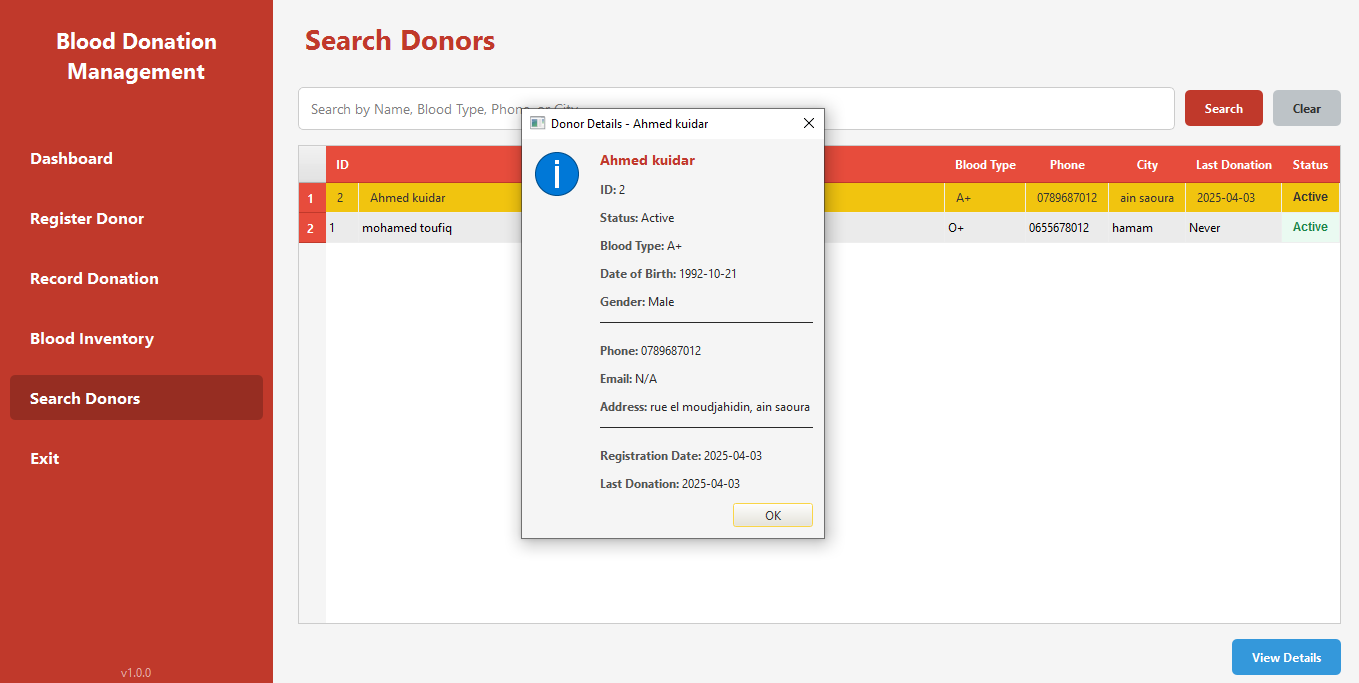 Blood Donation
Management
Dashboard
Register Donor
Record Donation
Blood Inventory
Search Donors
Exit
v1.0.0
Search Donors
Search by Name, Blood Type, Phone, or City
Search
Clear
ID Blood Type Phone City Last Donation Status
1 2 Ahmed kuidar A+ 0789687012 ain saoura 2025-04-03 Active
2 1 mohamed toufiq O+ 0655678012 hamam Never Active
Donor Details - Ahmed kuidar
Ahmed kuidar
ID: 2
Status: Active
Blood Type: A+
Date of Birth: 1992-10-21
Gender: Male
Phone: 0789687012
Email: N/A
Address: rue el moudjahidin, ain saoura
Registration Date: 2025-04-03
Last Donation: 2025-04-03
OK
View Details